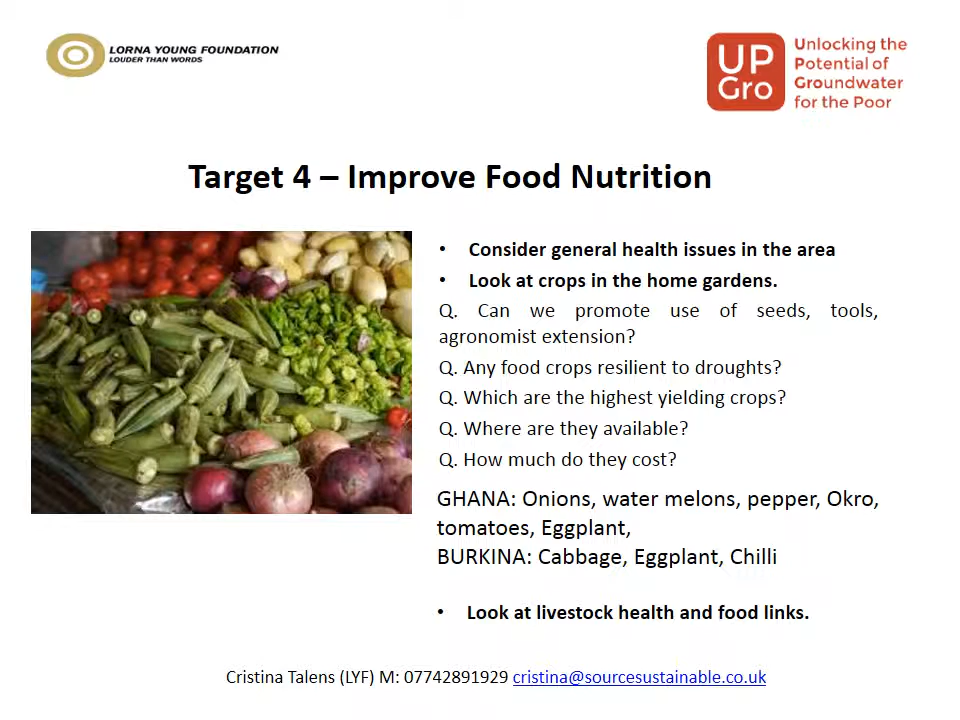 LORNA YOUNG FOUNDATION
LOUDER THAN WORDS
UP
Gro
Unlocking the
Potential of
Groundwater
for the Poor
Target 4 – Improve Food Nutrition
• Consider general health issues in the area
• Look at crops in the home gardens.
Q. Can we promote use of seeds, tools,
agronomist extension?
Q. Any food crops resilient to droughts?
Q. Which are the highest yielding crops?
Q. Where are they available?
Q. How much do they cost?
GHANA: Onions, water melons, pepper, Okro,
tomatoes, Eggplant,
BURKINA: Cabbage, Eggplant, Chilli
• Look at livestock health and food links.
Cristina Talens (LYF) M: 07742891929 cristina@sourcesustainable.co.uk